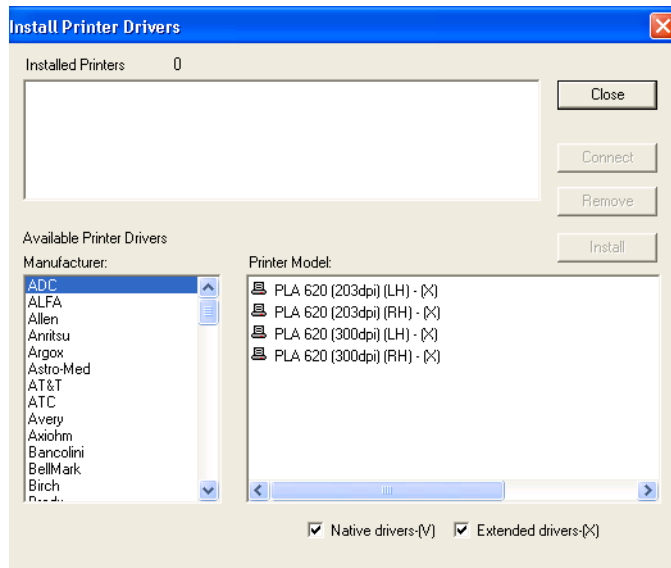 Install Printer Drivers
Installed Printers 0
Close
Connect
Remove
Install
Available Printer Drivers
Manufacturer:
Printer Model:
ADC
ALFA
Allen
Anritsu
Argox
Astro-Med
AT&T
ATC
Avery
Axiohm
Bancolini
BellMark
Birch
PLA 620 (203dpi) (LH) - (X)
PLA 620 (203dpi) (RH) - (X)
PLA 620 (300dpi) (LH) - (X)
PLA 620 (300dpi) (RH) - (X)
Native drivers-(V)
Extended drivers-(X)